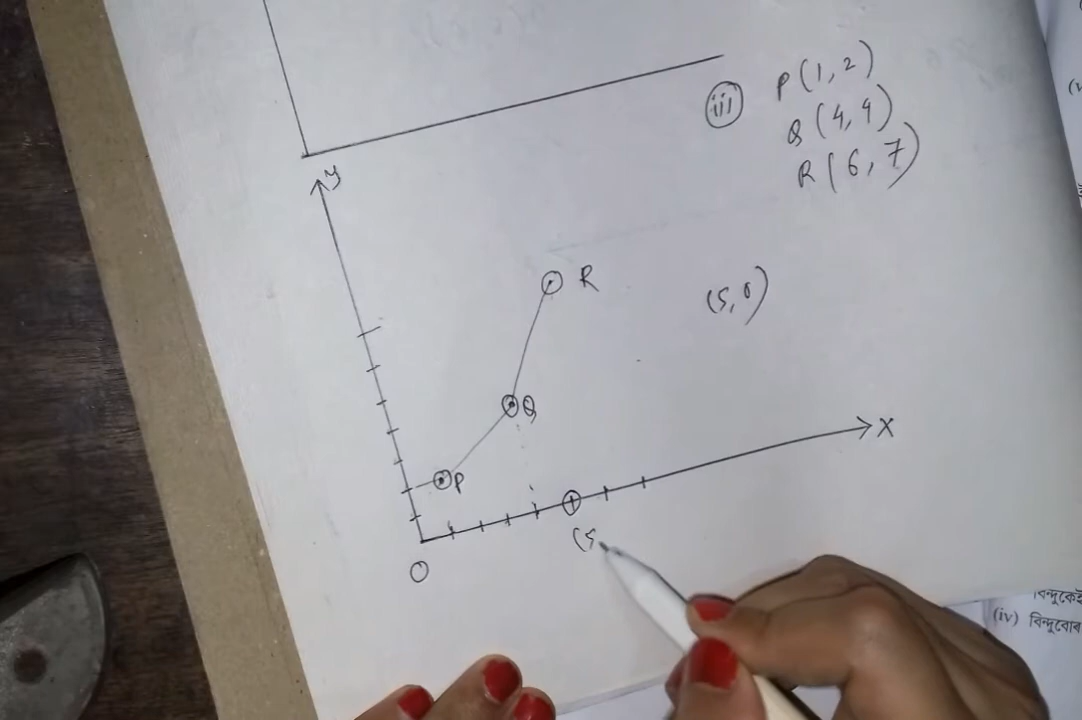 (iii) P(1,2)
Q(4,4)
R(6,7)
y
R
(5,0)
Q
X
P
(5
O
বিন্দুকেই
(iv) বিন্দুবোৰ